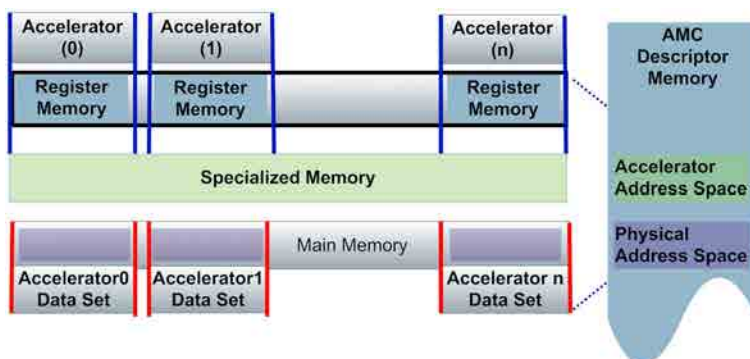 Accelerator
(0)
Accelerator
(1)
Accelerator
(n)
AMC
Descriptor
Memory
Register
Memory
Register
Memory
Register
Memory
Specialized Memory
Accelerator
Address Space
Main Memory
Physical
Address Space
Accelerator0
Data Set
Accelerator1
Data Set
Accelerator n
Data Set